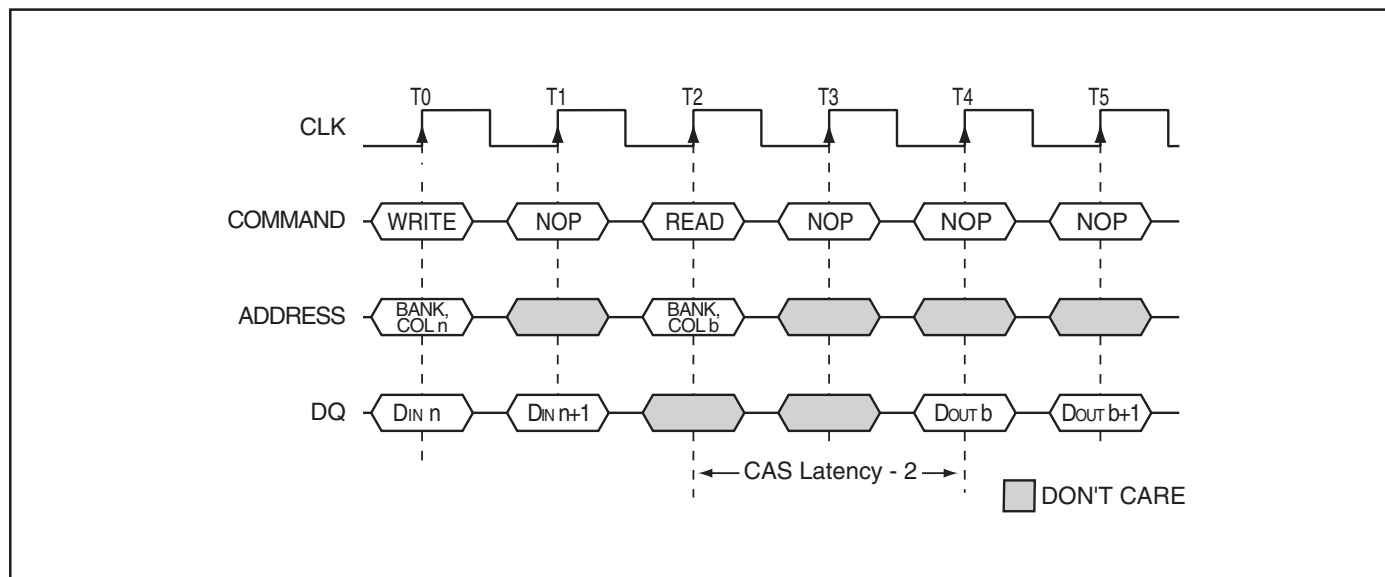 T0 T1 T2 T3 T4 T5
CLK
COMMAND WRITE NOP READ NOP NOP NOP
ADDRESS BANK, COL n BANK, COL b
DQ DIN n DIN n+1 DOUT b DOUT b+1
CAS Latency - 2
DON'T CARE